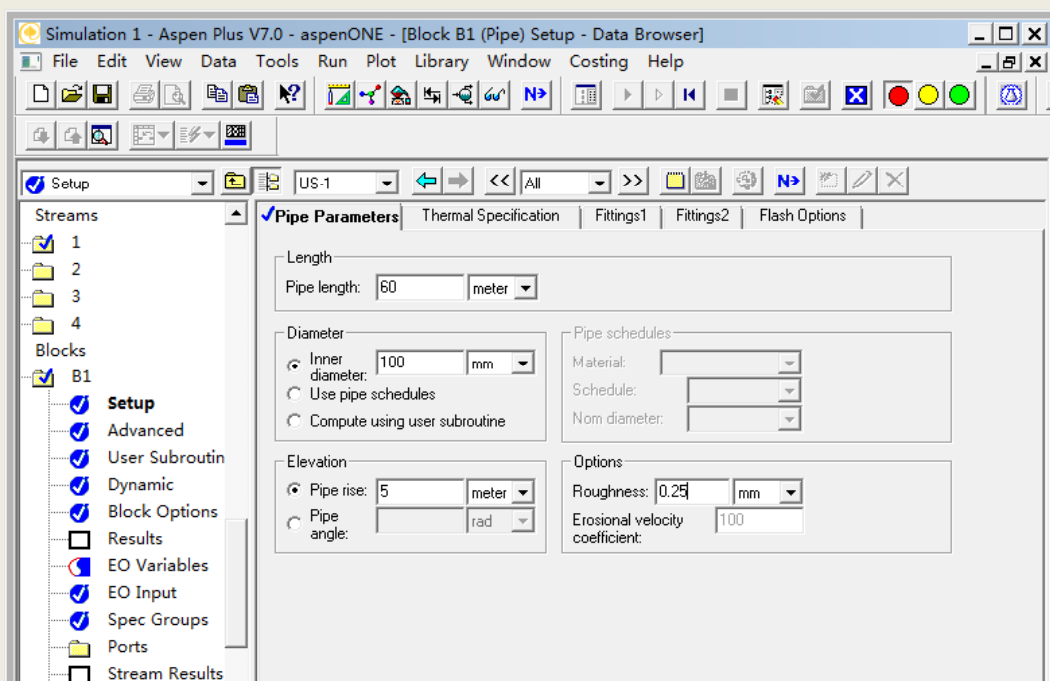 Simulation 1 - Aspen Plus V7.0 - aspenONE - [Block B1 (Pipe) Setup - Data Browser]
File Edit View Data Tools Run Plot Library Window Costing Help
N
Setup US-1 << All >> N
Streams
1
2
3
4
Blocks
B1
Setup
Advanced
User Subroutin
Dynamic
Block Options
Results
EO Variables
EO Input
Spec Groups
Ports
Stream Results
Pipe Parameters Thermal Specification Fittings1 Fittings2 Flash Options
Length
Pipe length: 60 meter
Diameter
Inner diameter: 100 mm
Use pipe schedules
Compute using user subroutine
Pipe schedules
Material:
Schedule:
Nom diameter:
Elevation
Pipe rise: 5 meter
Pipe angle: rad
Options
Roughness: 0.25 mm
Erosional velocity coefficient: 100